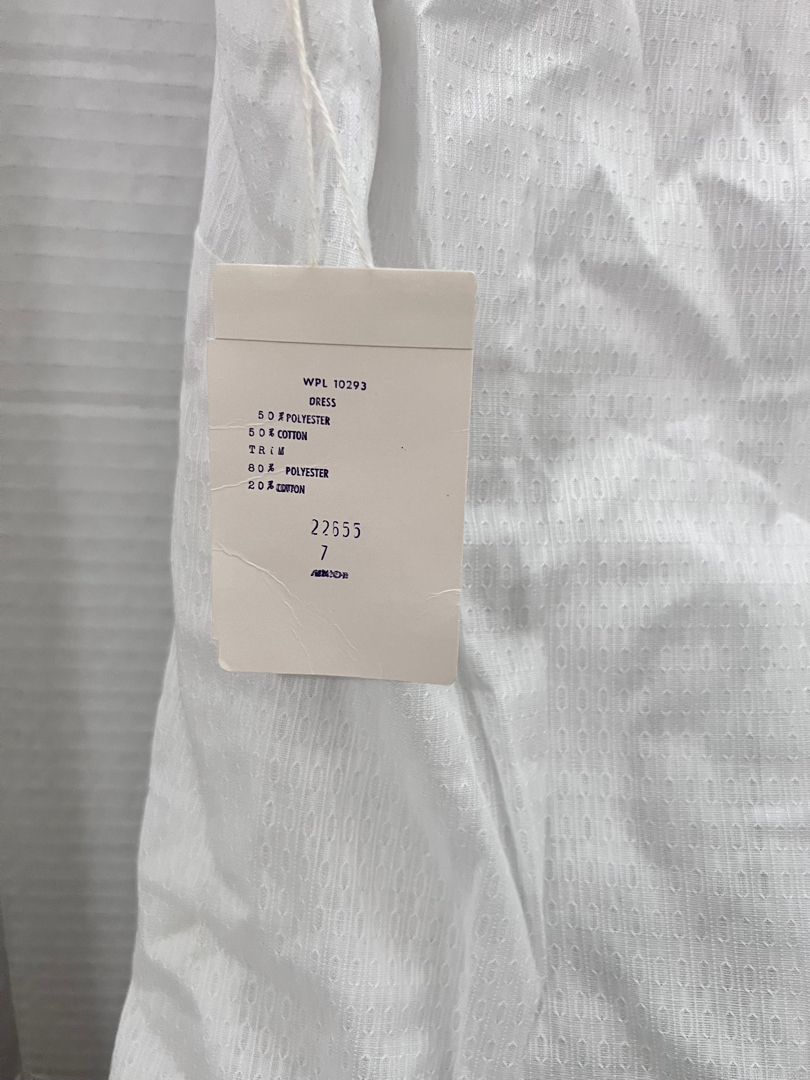 WPL 10293
DRESS
50% POLYESTER
50% COTTON
TRIM
80% POLYESTER
20% COTTON
22655
7